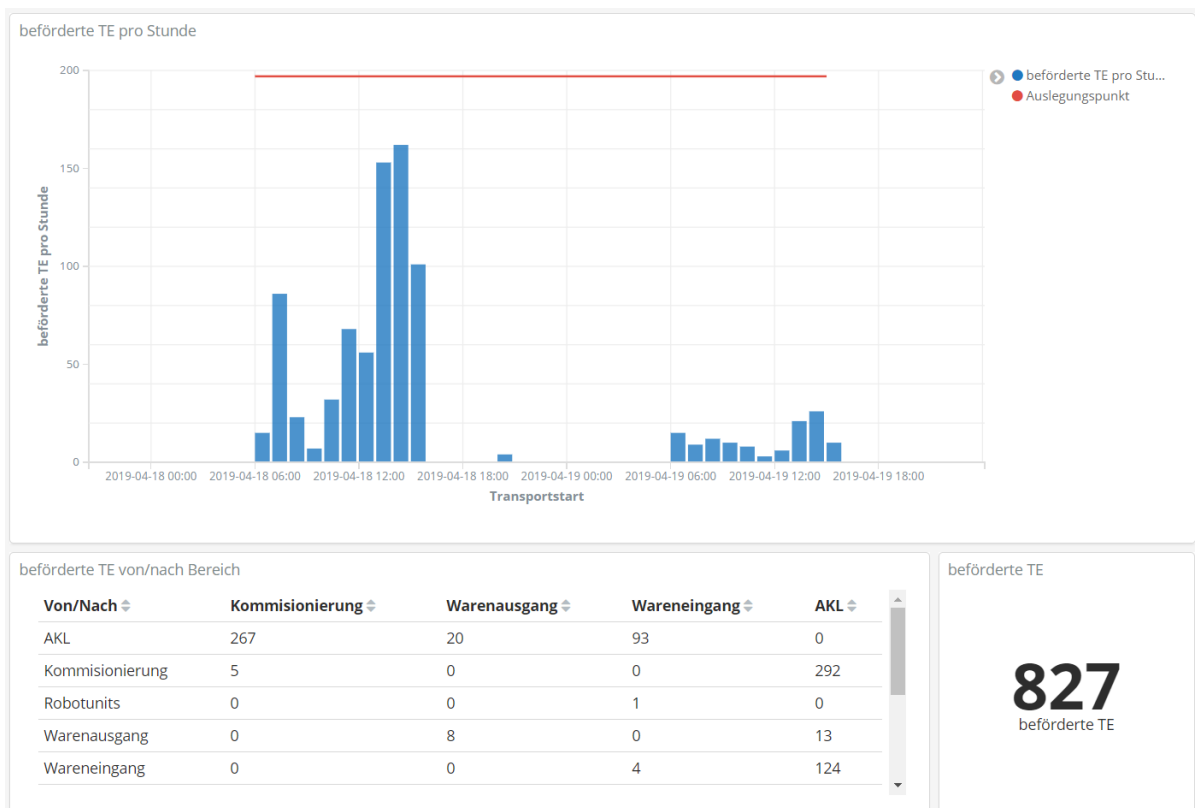 beförderte TE pro Stunde
200
150
100
50
0
beförderte TE pro Stunde
2019-04-18 00:00 2019-04-18 06:00 2019-04-18 12:00 2019-04-18 18:00 2019-04-19 00:00 2019-04-19 06:00 2019-04-19 12:00 2019-04-19 18:00
Transportstart
beförderte TE pro Stu...
Auslegungspunkt
beförderte TE von/nach Bereich
Von/Nach Kommisionierung Warenausgang Wareneingang AKL
AKL 267 20 93 0
Kommisionierung 5 0 0 292
Robotunits 0 0 1 0
Warenausgang 0 8 0 13
Wareneingang 0 0 4 124
beförderte TE
827
beförderte TE